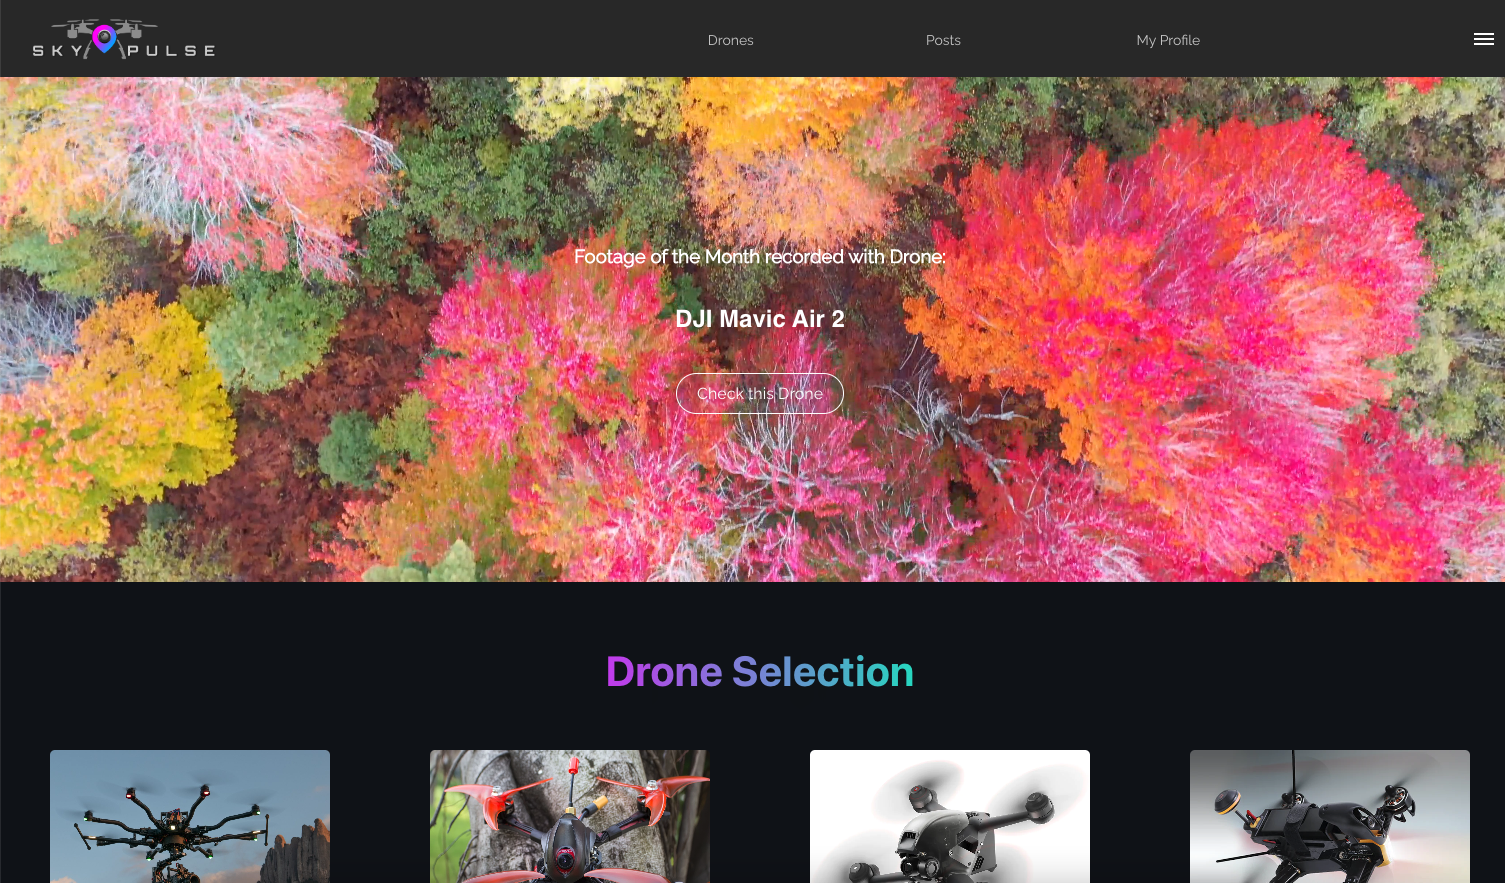 SKY PULSE
Drones
Posts
My Profile
Footage of the Month recorded with Drone:
DJI Mavic Air 2
Check this Drone
Drone Selection